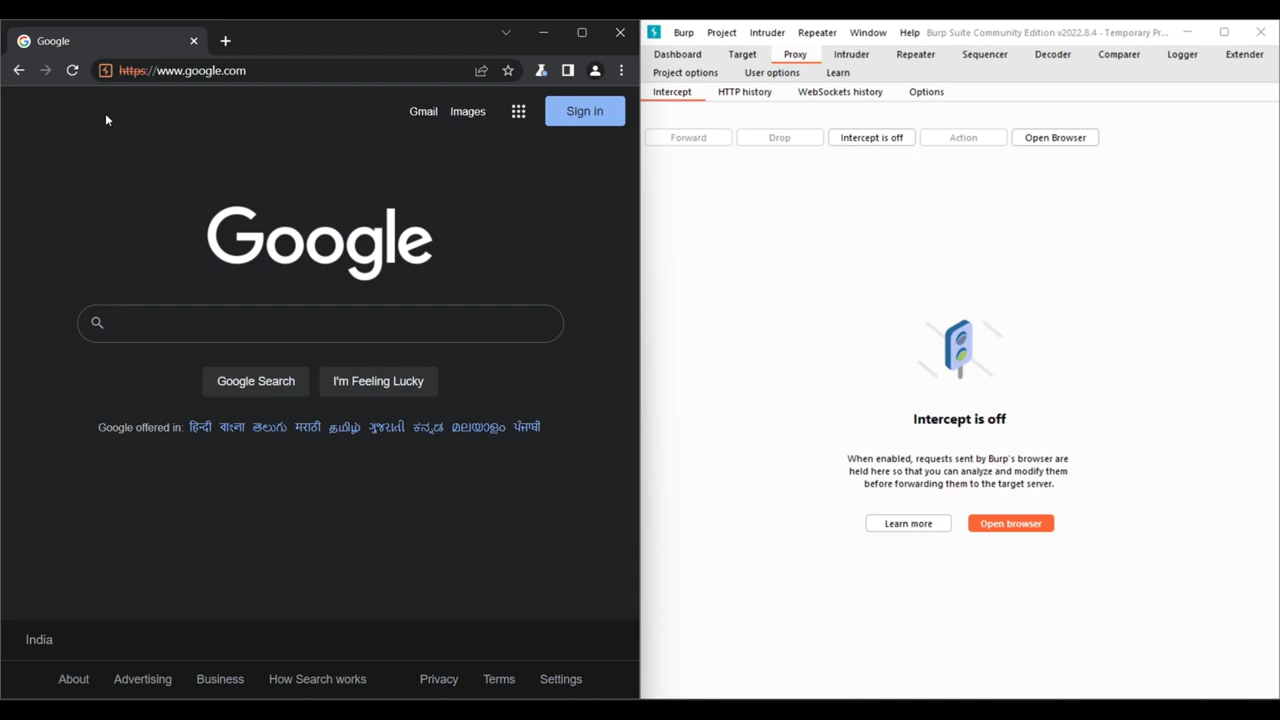 Google
https://www.google.com
Gmail Images Sign in
Google
Google Search I'm Feeling Lucky
Google offered in: हिन्दी বাংলা తెలుగు मराठी தமிழ் ગુજરાતી ಕನ್ನಡ മലയാളം ਪੰਜਾਬੀ
India
About Advertising Business How Search works Privacy Terms Settings
Burp Project Intruder Repeater Window Help Burp Suite Community Edition v2022.8.4 - Temporary Pr...
Dashboard Target Proxy Intruder Repeater Sequencer Decoder Comparer Logger Extender
Project options User options Learn
Intercept HTTP history WebSockets history Options
Forward Drop Intercept is off Action Open Browser
Intercept is off
When enabled, requests sent by Burp's browser are
held here so that you can analyze and modify them
before forwarding them to the target server.
Learn more Open browser